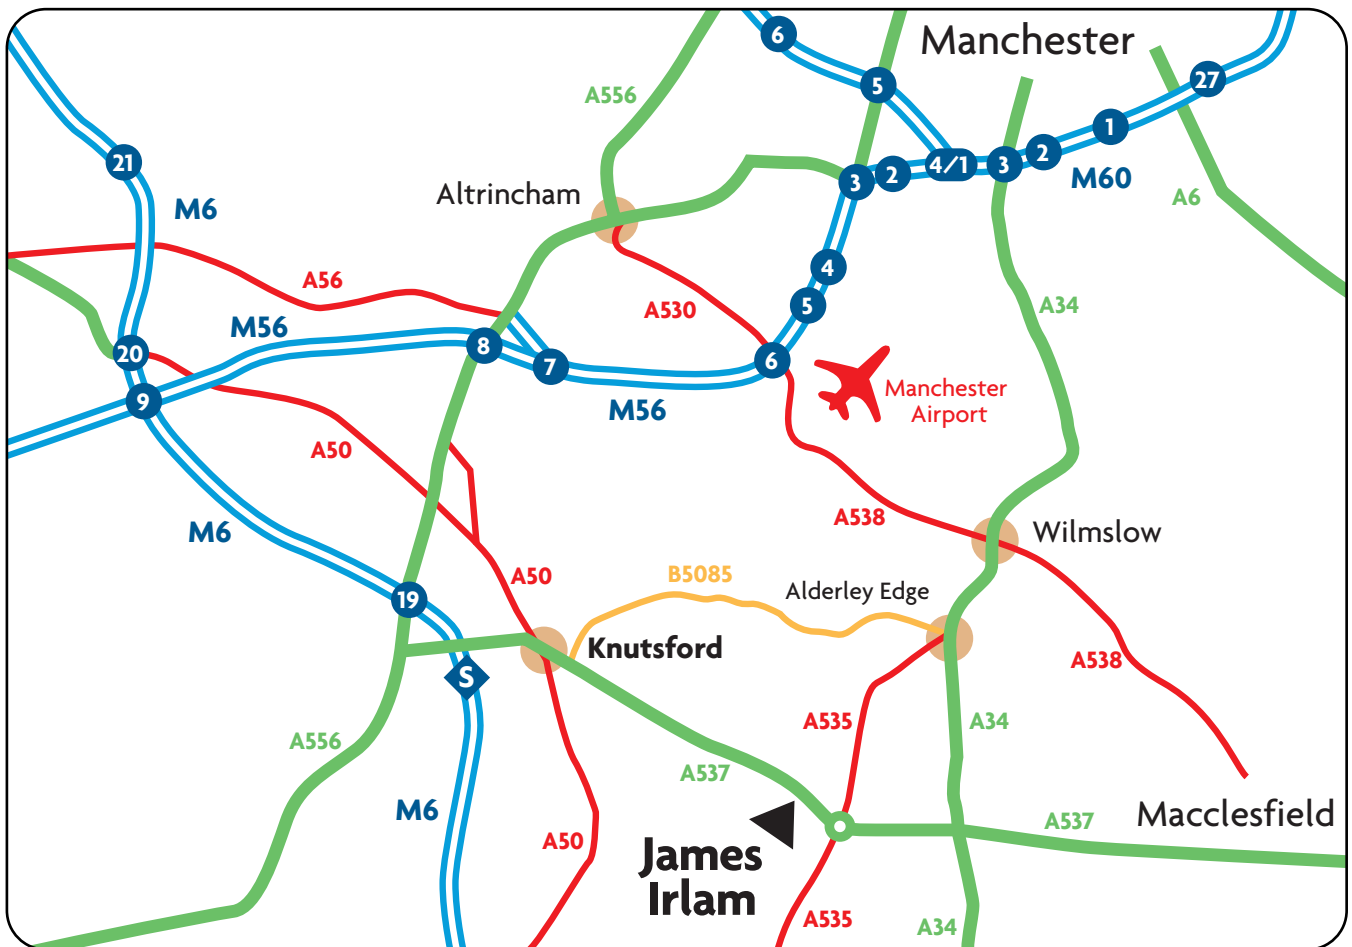 6
Manchester
5
27
A556
1
21
2
3
4/1
2
3
M60
M6
Altrincham
A6
4
A56
A530
5
A34
M56
8
20
7
6
Manchester
Airport
9
M56
A50
A538
M6
Wilmslow
A50
B5085
Alderley Edge
19
Knutsford
A538
S
A556
A535
A34
A537
M6
Macclesfield
A537
A50
James
Irlam
A535
A34